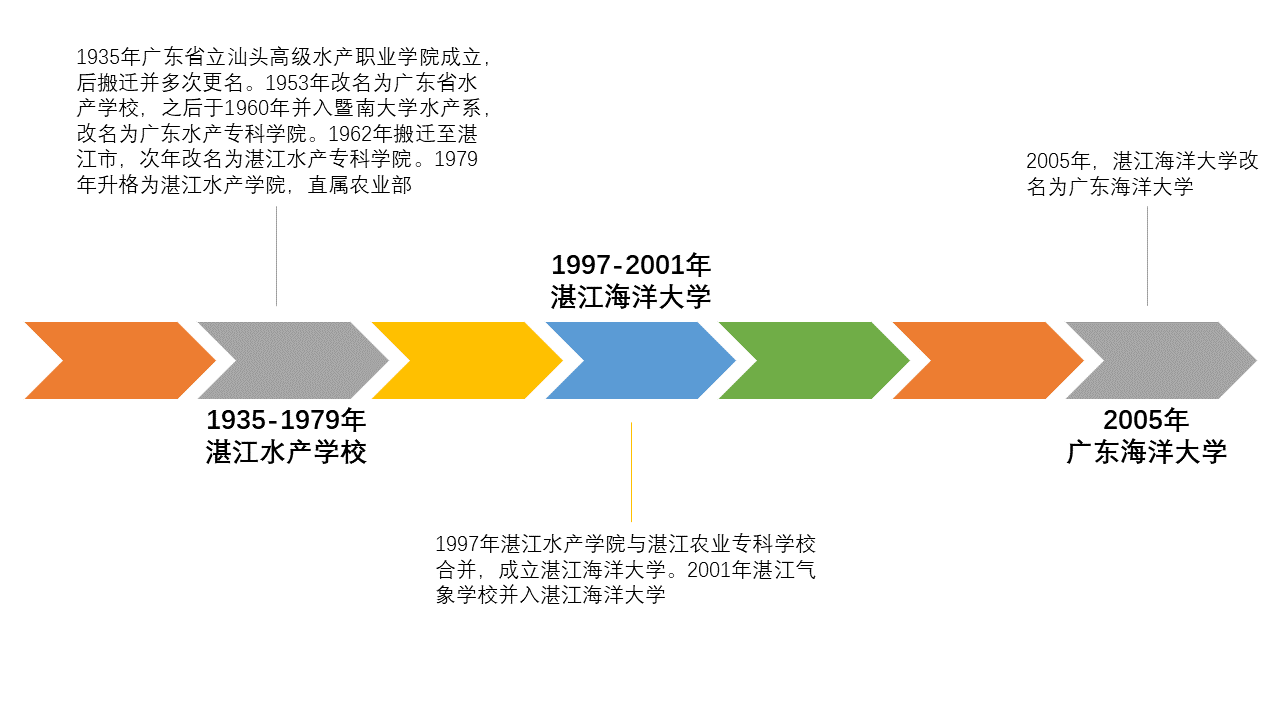 1935年广东省立汕头高级水产职业学院成立，
后搬迁并多次更名。1953年改名为广东省水
产学校，之后于1960年并入暨南大学水产系，
改名为广东水产专科学院。1962年搬迁至湛
江市，次年改名为湛江水产专科学院。1979
年升格为湛江水产学院，直属农业部
2005年，湛江海洋大学改
名为广东海洋大学
1997-2001年
湛江海洋大学
1935-1979年
湛江水产学校
2005年
广东海洋大学
1997年湛江水产学院与湛江农业专科学校
合并，成立湛江海洋大学。2001年湛江气
象学校并入湛江海洋大学